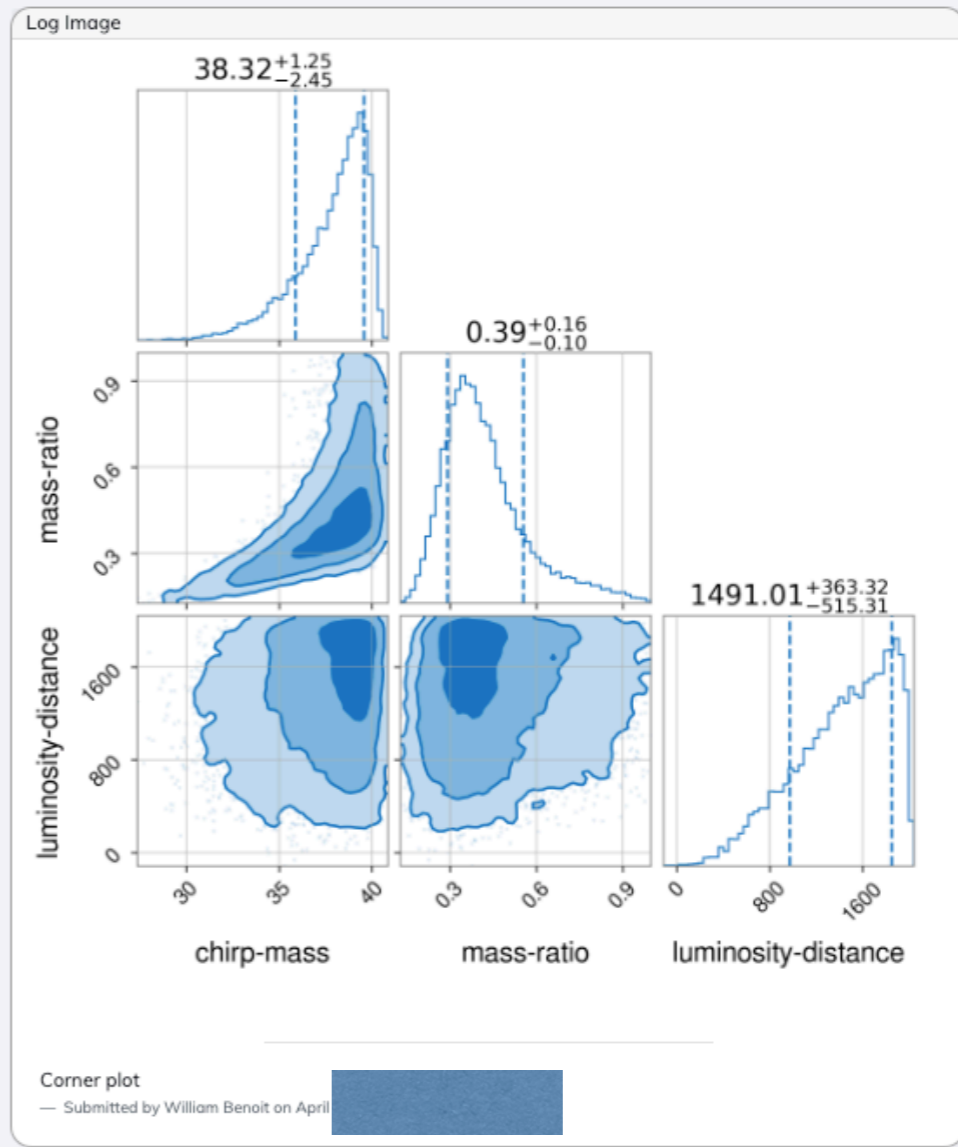 Log Image
38.32+1.25−2.45
0.9
0.6
0.3
mass-ratio
0.39+0.16−0.10
1600
800
0
luminosity-distance
1491.01+363.32−515.31
30 35 40
0.3 0.6 0.9
0 800 1600
chirp-mass mass-ratio luminosity-distance
Corner plot
— Submitted by William Benoit on April